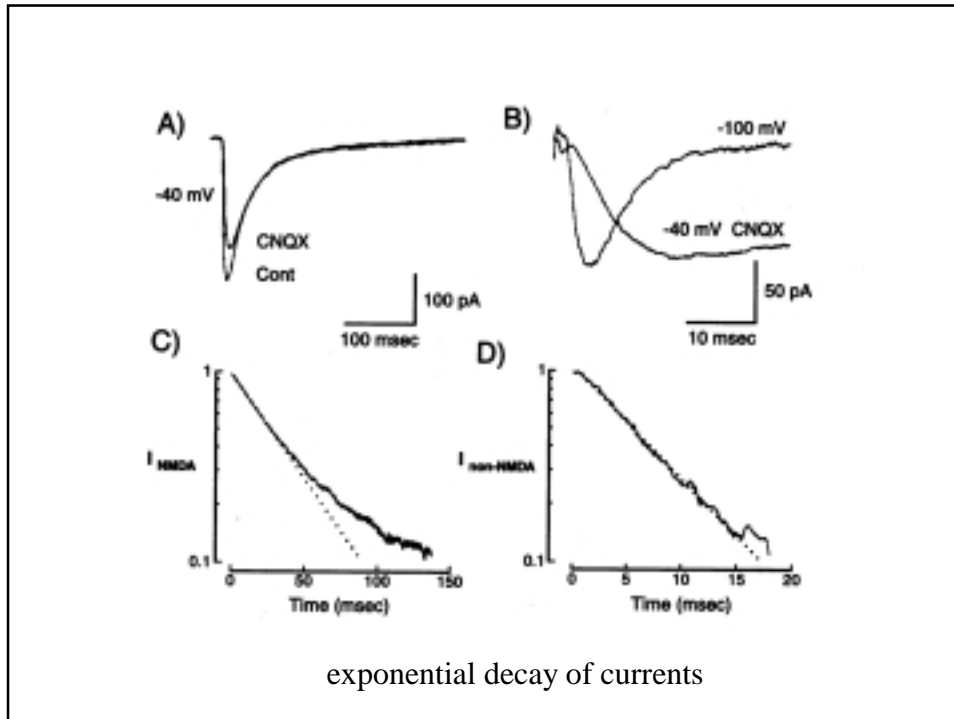 A)
-40 mV
CNQX
Cont
100 pA
100 msec
B)
-100 mV
-40 mV CNQX
50 pA
10 msec
C)
1
I NMDA
0.1
0 50 100 150
Time (msec)
D)
1
I non-NMDA
0.1
0 5 10 15 20
Time (msec)
exponential decay of currents